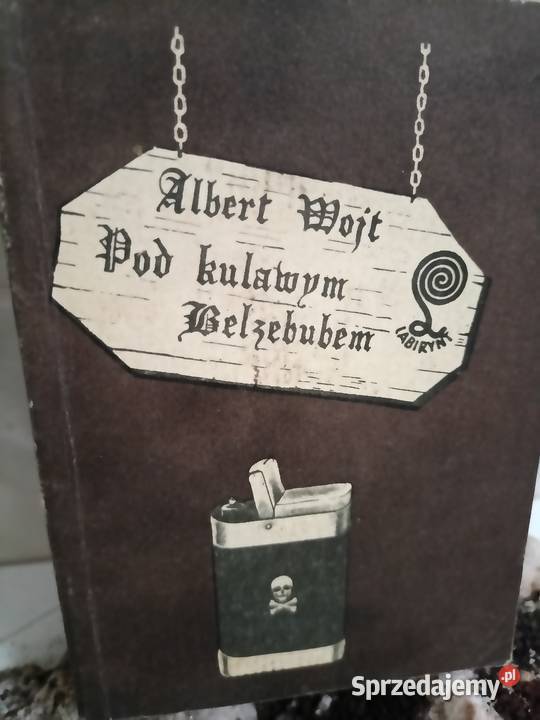 Albert Wojt
Pod kulawym
Belzebubem
LABIRYNT
Sprzedajemy.pl